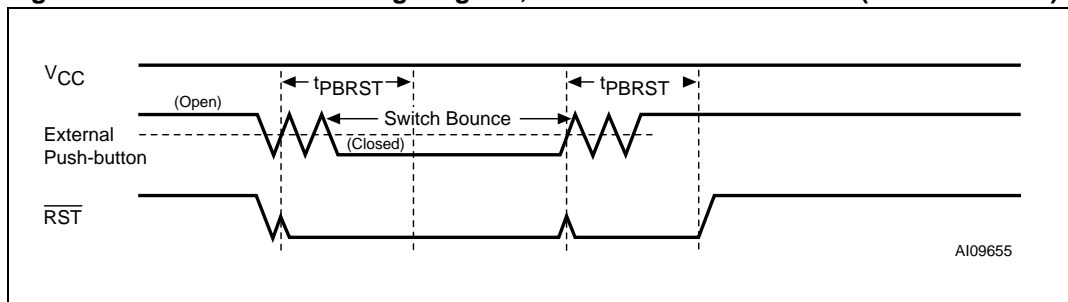 VCC
tPBRST
tPBRST
(Open)
Switch Bounce
External
Push-button
(Closed)
RST
AI09655